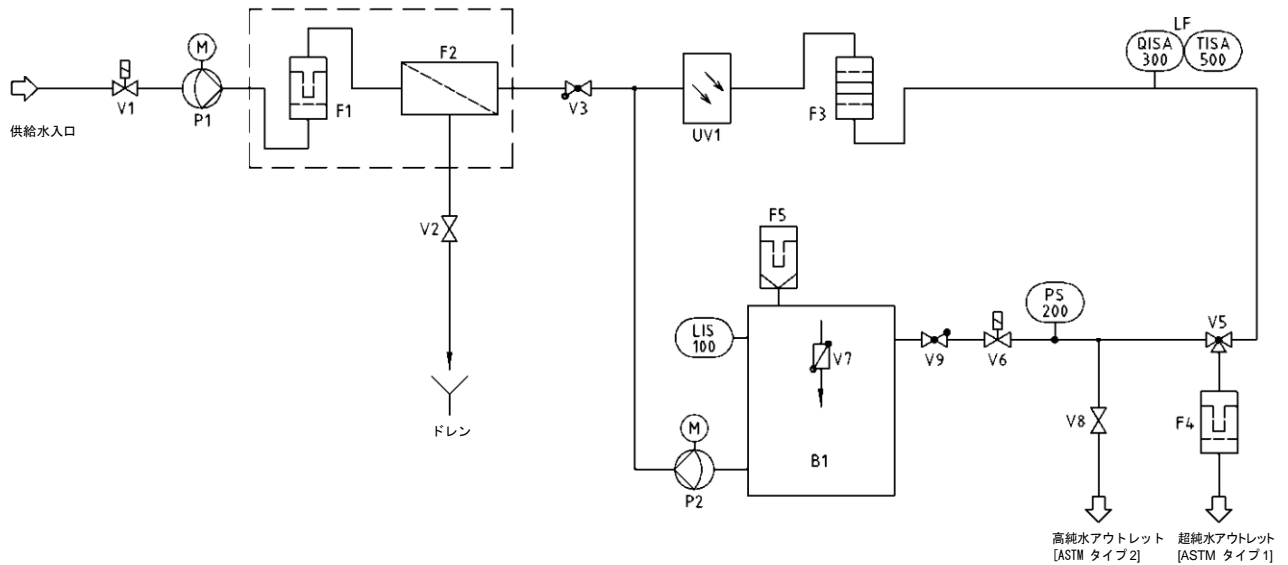 LF
QISA
300
TISA
500
M
F2
V1
P1
F1
V3
UV1
F3
供給水入口
V2
F5
PS
200
V5
LIS
100
V7
V9
V6
M
B1
V8
F4
P2
ドレン
高純水アウトレット
[ASTM タイプ2]
超純水アウトレット
[ASTM タイプ1]